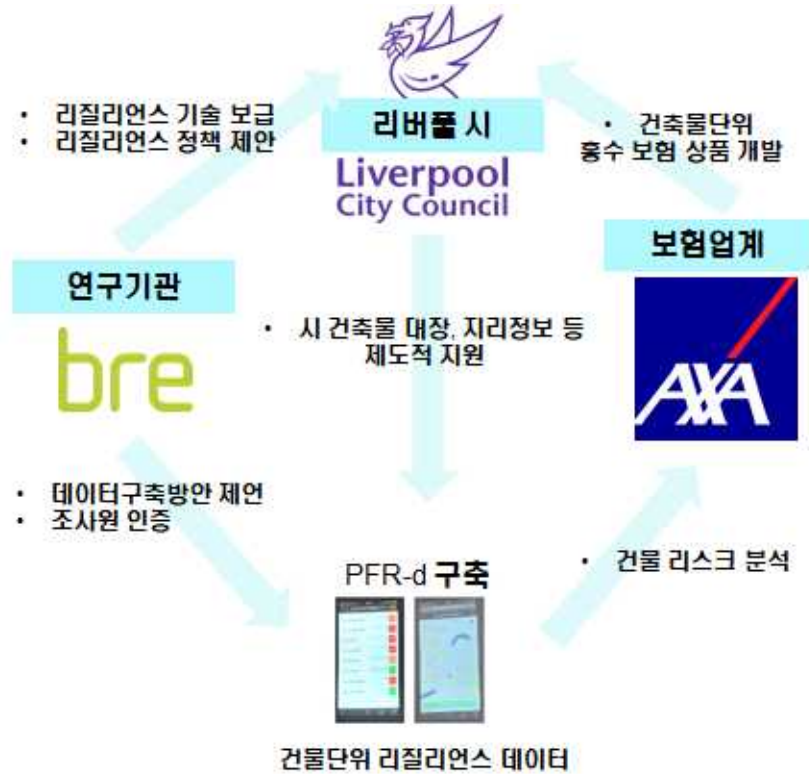 • 리질리언스 기술 보급
• 리질리언스 정책 제안
리버풀 시
Liverpool
City Council
• 건축물단위
홍수 보험 상품 개발
연구기관
bre
• 시 건축물 대장, 지리정보 등
제도적 지원
보험업계
AXA
• 데이터구축방안 제언
• 조사원 인증
PFR-d 구축
• 건물 리스크 분석
건물단위 리질리언스 데이터